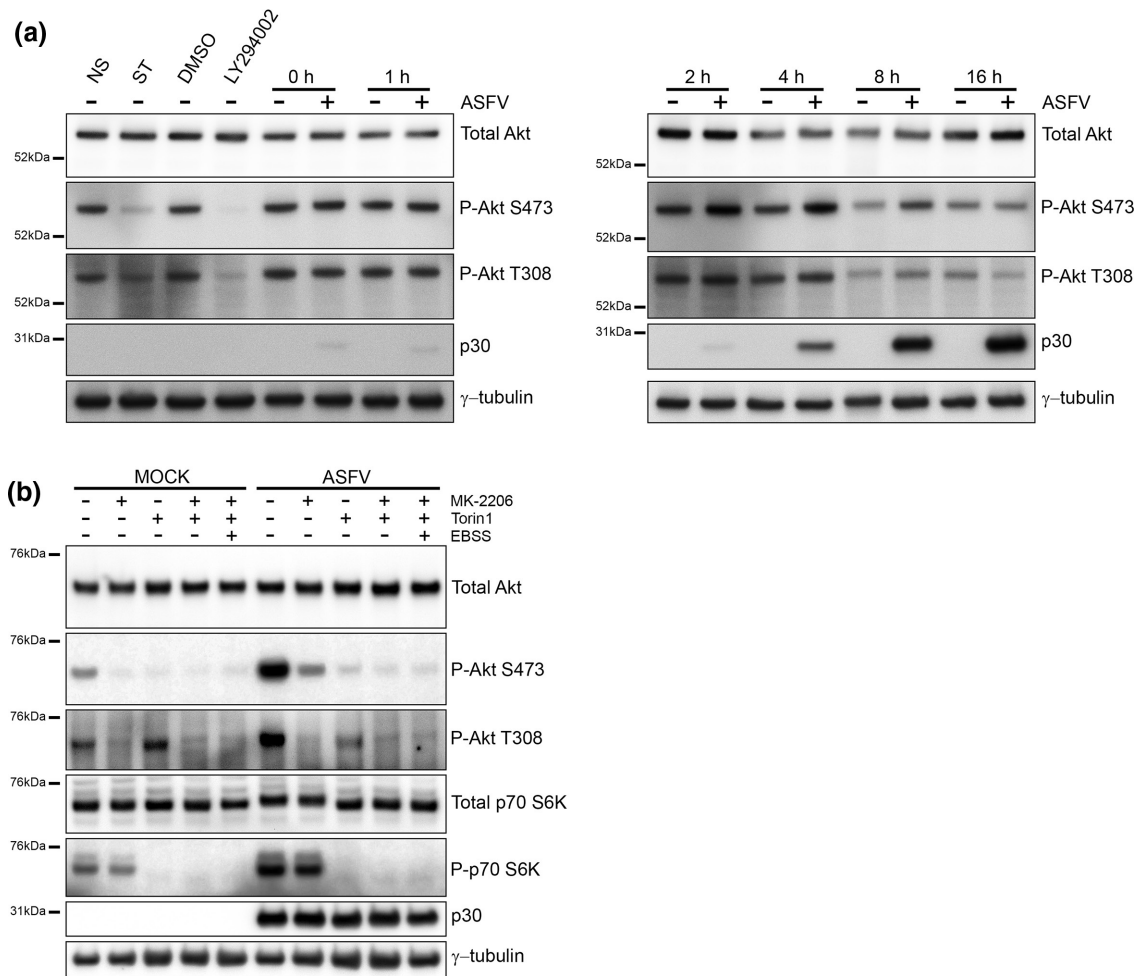 (a)
NS ST DMSO LY294002 0 h 1 h
- - - - - + - + ASFV
Total Akt
52kDa
P-Akt S473
52kDa
P-Akt T308
52kDa
31kDa
p30
γ-tubulin
2 h 4 h 8 h 16 h
- + - + - + - + ASFV
Total Akt
52kDa
P-Akt S473
52kDa
P-Akt T308
52kDa
31kDa
p30
γ-tubulin
(b)
MOCK ASFV
- + - + + - + - + + MK-2206
- - + + + - - + + + Torin1
- - - - + - - - - + EBSS
76kDa
Total Akt
76kDa
P-Akt S473
76kDa
P-Akt T308
76kDa
Total p70 S6K
76kDa
P-p70 S6K
31kDa
p30
γ-tubulin